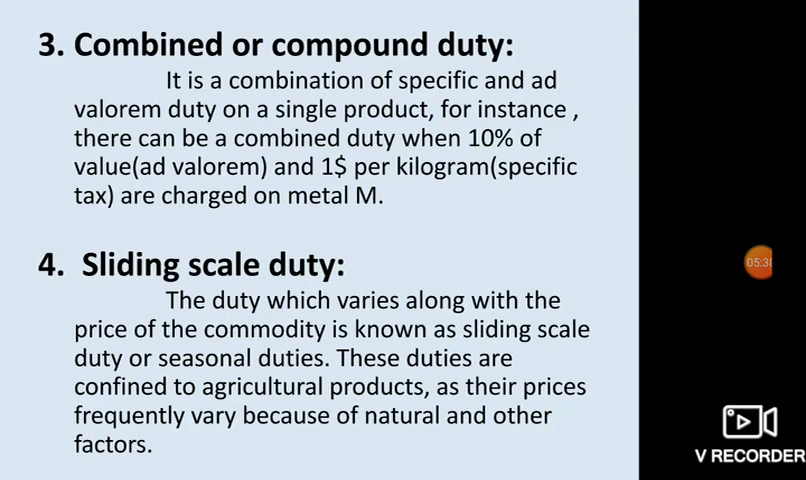 3. Combined or compound duty:
It is a combination of specific and ad
valorem duty on a single product, for instance ,
there can be a combined duty when 10% of
value(ad valorem) and 1$ per kilogram(specific
tax) are charged on metal M.
4. Sliding scale duty:
The duty which varies along with the
price of the commodity is known as sliding scale
duty or seasonal duties. These duties are
confined to agricultural products, as their prices
frequently vary because of natural and other
factors.
V RECORDER